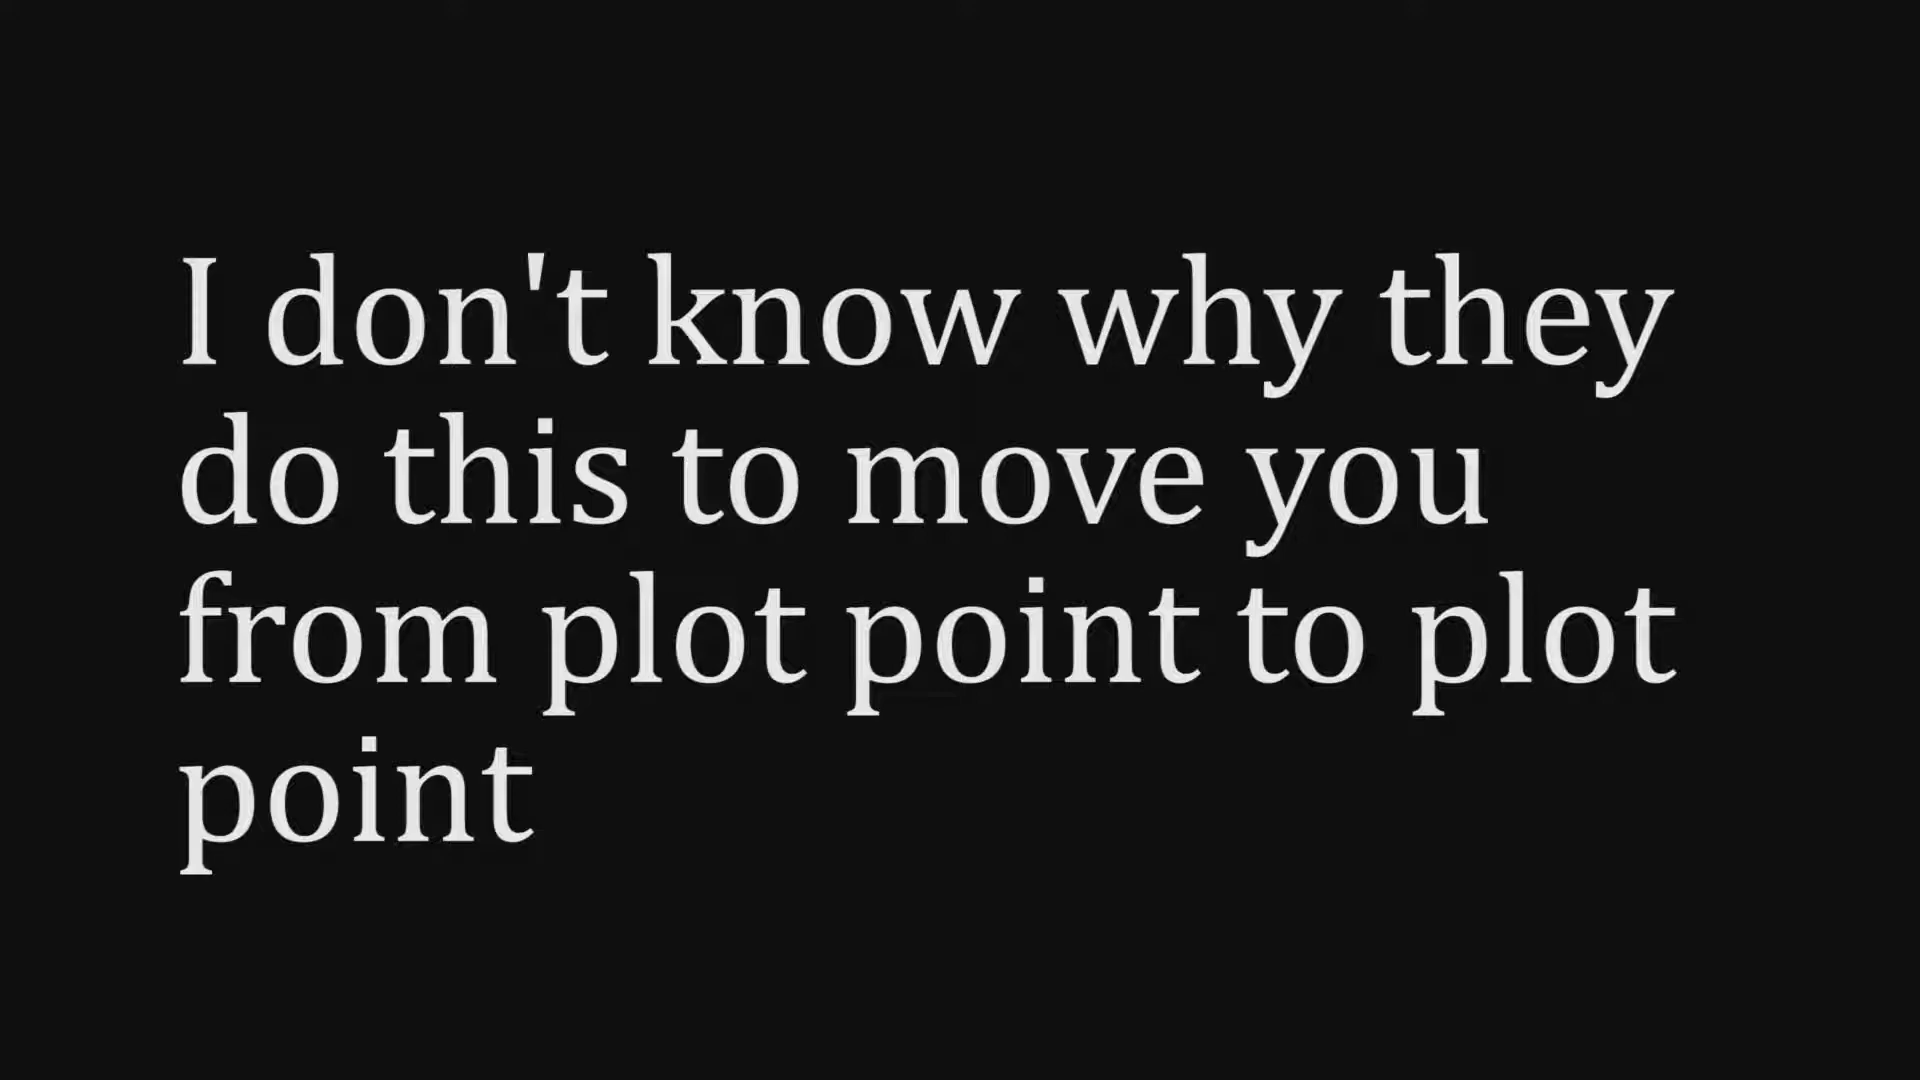 I don't know why they
do this to move you
from plot point to plot
point